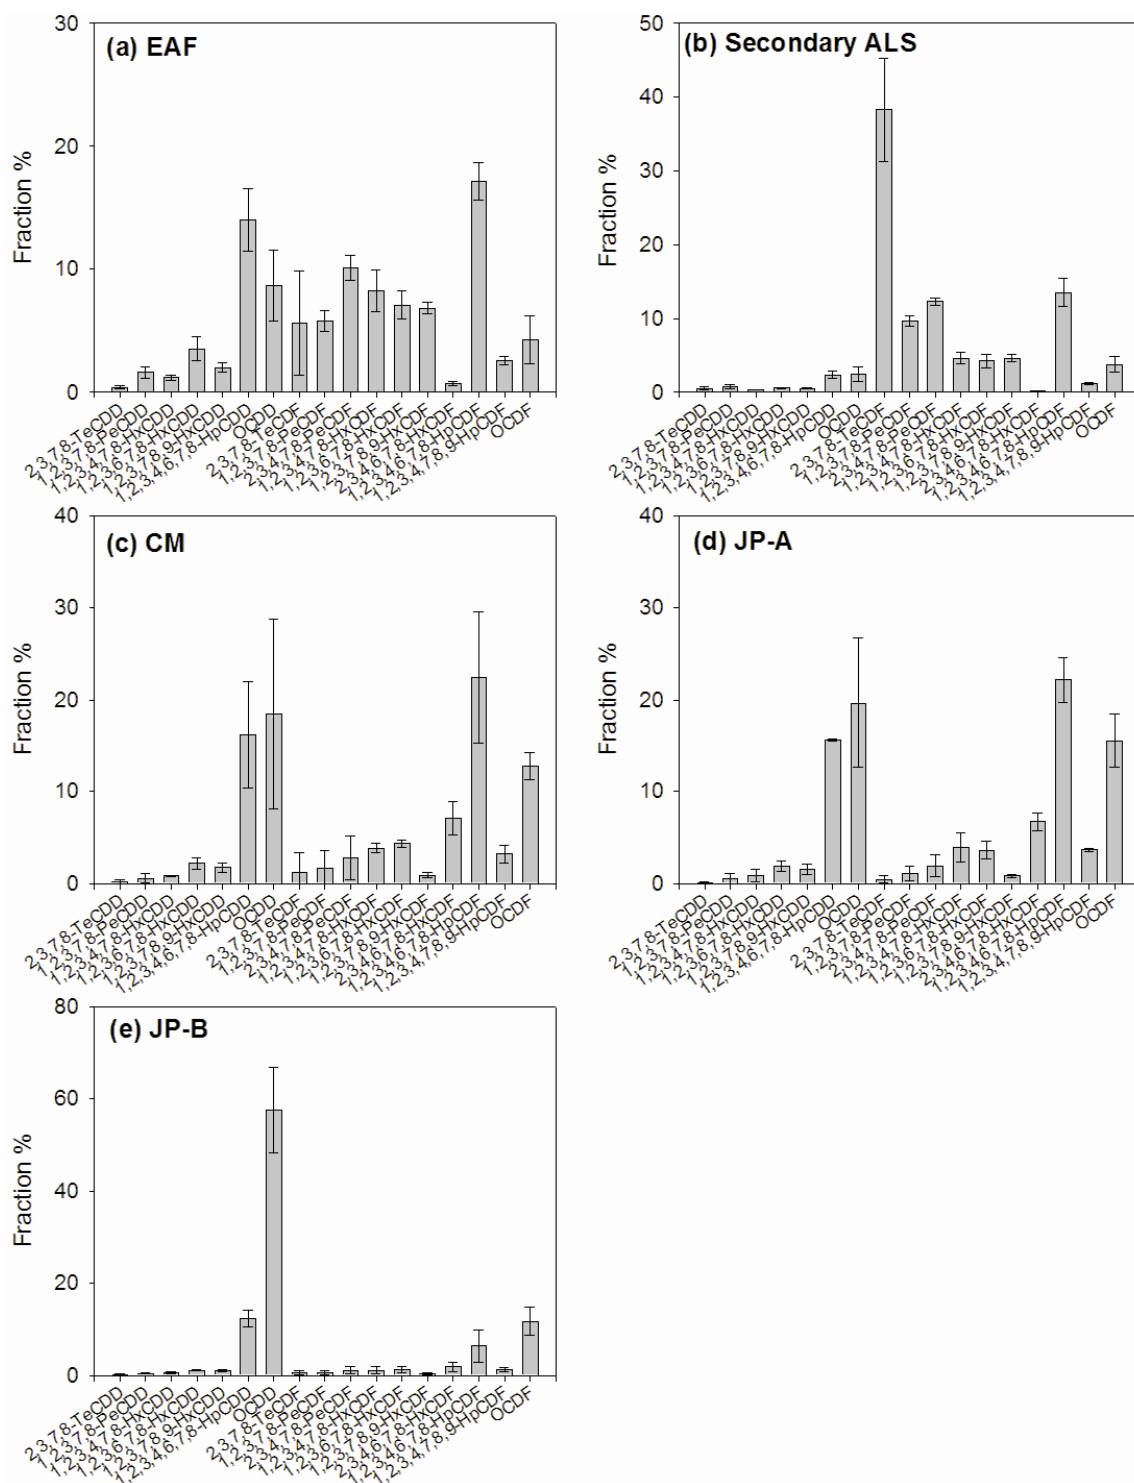 (a) EAF
Fraction %
30
20
10
0
2,3,7,8-TeCDD
1,2,3,7,8-PeCDD
1,2,3,4,7,8-HxCDD
1,2,3,6,7,8-HxCDD
1,2,3,7,8,9-HxCDD
1,2,3,4,6,7,8-HpCDD
OCDD
2,3,7,8-TeCDF
1,2,3,7,8-PeCDF
2,3,4,7,8-PeCDF
1,2,3,4,7,8-HxCDF
1,2,3,6,7,8-HxCDF
1,2,3,7,8,9-HxCDF
2,3,4,6,7,8-HxCDF
1,2,3,4,6,7,8-HpCDF
1,2,3,4,7,8,9-HpCDF
OCDF
(b) Secondary ALS
Fraction %
50
40
30
20
10
0
2,3,7,8-TeCDD
1,2,3,7,8-PeCDD
1,2,3,4,7,8-HxCDD
1,2,3,6,7,8-HxCDD
1,2,3,7,8,9-HxCDD
1,2,3,4,6,7,8-HpCDD
OCDD
2,3,7,8-TeCDF
1,2,3,7,8-PeCDF
2,3,4,7,8-PeCDF
1,2,3,4,7,8-HxCDF
1,2,3,6,7,8-HxCDF
1,2,3,7,8,9-HxCDF
2,3,4,6,7,8-HxCDF
1,2,3,4,6,7,8-HpCDF
1,2,3,4,7,8,9-HpCDF
OCDF
(c) CM
Fraction %
40
30
20
10
0
2,3,7,8-TeCDD
1,2,3,7,8-PeCDD
1,2,3,4,7,8-HxCDD
1,2,3,6,7,8-HxCDD
1,2,3,7,8,9-HxCDD
1,2,3,4,6,7,8-HpCDD
OCDD
2,3,7,8-TeCDF
1,2,3,7,8-PeCDF
2,3,4,7,8-PeCDF
1,2,3,4,7,8-HxCDF
1,2,3,6,7,8-HxCDF
1,2,3,7,8,9-HxCDF
2,3,4,6,7,8-HxCDF
1,2,3,4,6,7,8-HpCDF
1,2,3,4,7,8,9-HpCDF
OCDF
(d) JP-A
Fraction %
40
30
20
10
0
2,3,7,8-TeCDD
1,2,3,7,8-PeCDD
1,2,3,4,7,8-HxCDD
1,2,3,6,7,8-HxCDD
1,2,3,7,8,9-HxCDD
1,2,3,4,6,7,8-HpCDD
OCDD
2,3,7,8-TeCDF
1,2,3,7,8-PeCDF
2,3,4,7,8-PeCDF
1,2,3,4,7,8-HxCDF
1,2,3,6,7,8-HxCDF
1,2,3,7,8,9-HxCDF
2,3,4,6,7,8-HxCDF
1,2,3,4,6,7,8-HpCDF
1,2,3,4,7,8,9-HpCDF
OCDF
(e) JP-B
Fraction %
80
60
40
20
0
2,3,7,8-TeCDD
1,2,3,7,8-PeCDD
1,2,3,4,7,8-HxCDD
1,2,3,6,7,8-HxCDD
1,2,3,7,8,9-HxCDD
1,2,3,4,6,7,8-HpCDD
OCDD
2,3,7,8-TeCDF
1,2,3,7,8-PeCDF
2,3,4,7,8-PeCDF
1,2,3,4,7,8-HxCDF
1,2,3,6,7,8-HxCDF
1,2,3,7,8,9-HxCDF
2,3,4,6,7,8-HxCDF
1,2,3,4,6,7,8-HpCDF
1,2,3,4,7,8,9-HpCDF
OCDF